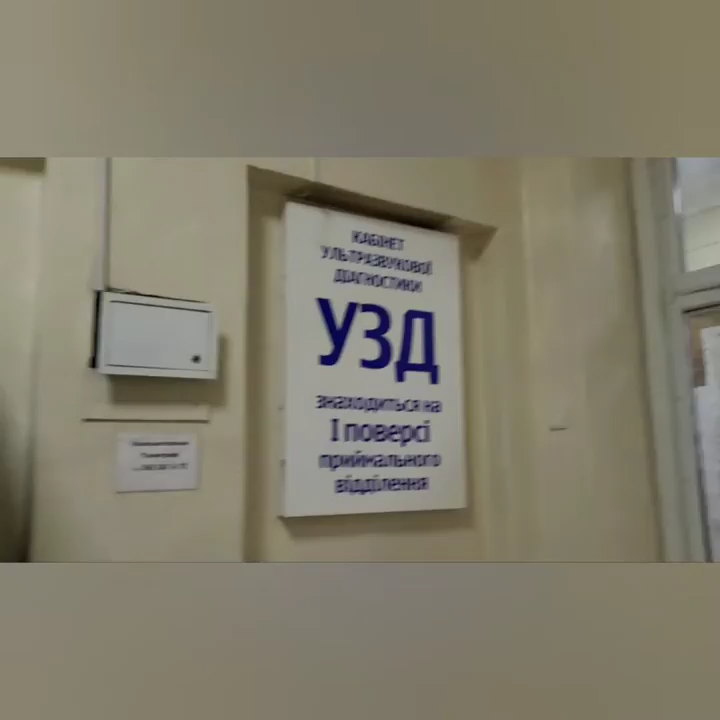 КАБІНЕТ
УЛЬТРАЗВУКОВОЇ
ДІАГНОСТИКИ
УЗД
знаходиться на
І поверсі
приймального
відділення